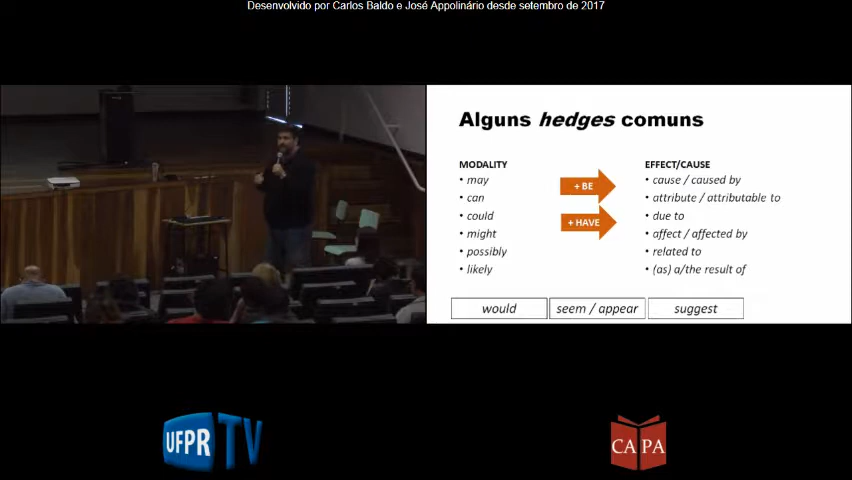 Desenvolvido por Carlos Baldo e José Appolinário desde setembro de 2017
Alguns hedges comuns
MODALITY
• may
• can
• could
• might
• possibly
• likely
+ BE
+ HAVE
EFFECT/CAUSE
• cause / caused by
• attribute / attributable to
• due to
• affect / affected by
• related to
• (as) a/the result of
would
seem / appear
suggest
UFPR TV
CAPA